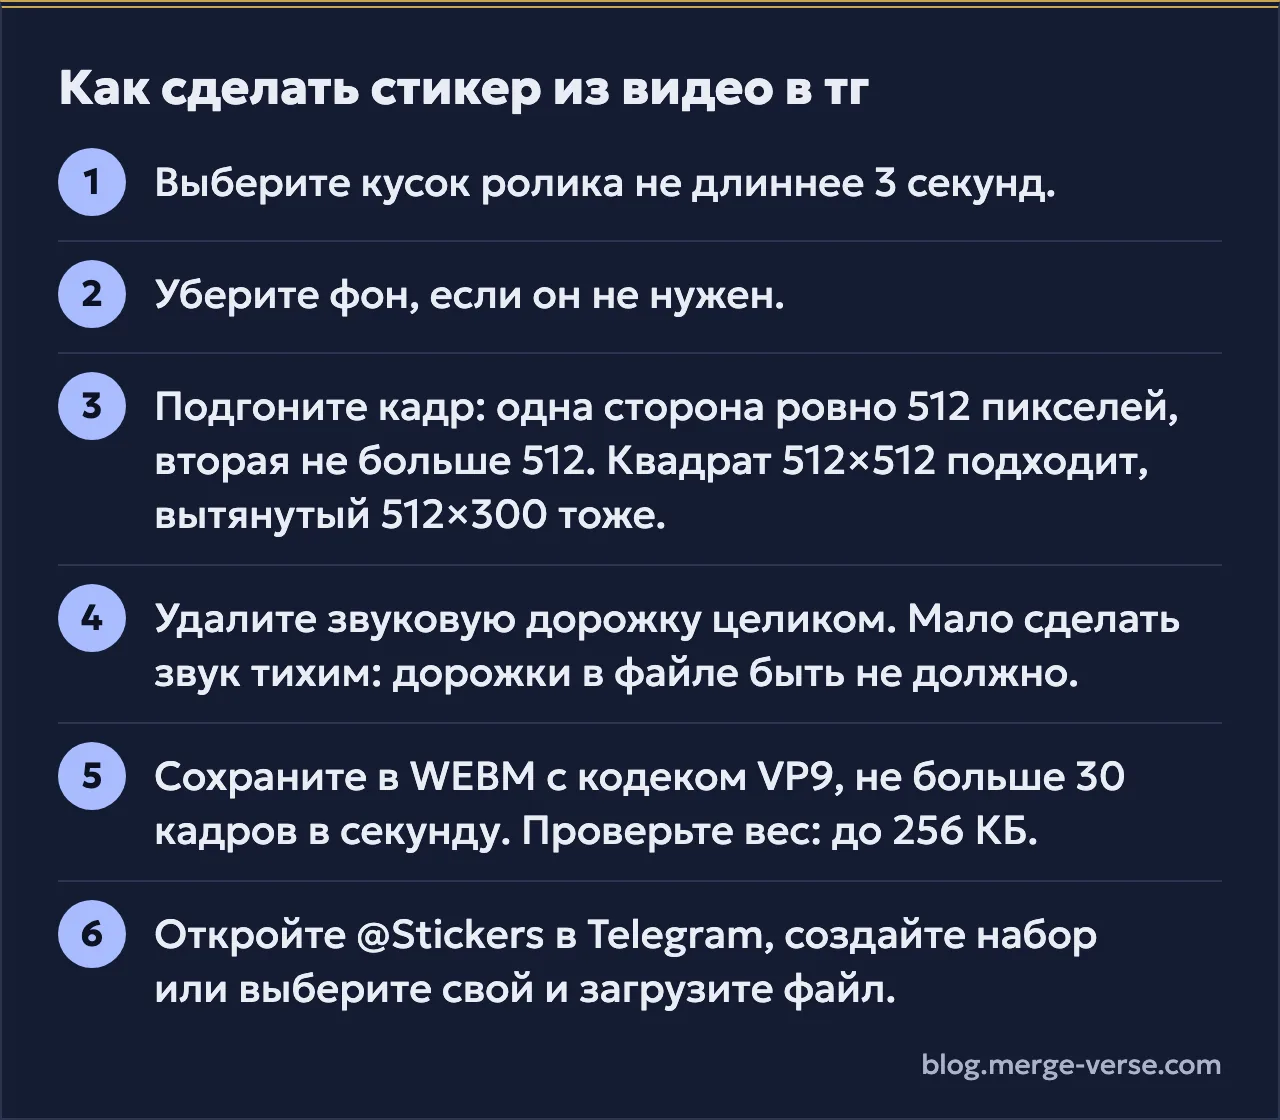 Как сделать стикер из видео в тг
1
Выберите кусок ролика не длиннее 3 секунд.
2
Уберите фон, если он не нужен.
3
Подгоните кадр: одна сторона ровно 512 пикселей,
вторая не больше 512. Квадрат 512×512 подходит,
вытянутый 512×300 тоже.
4
Удалите звуковую дорожку целиком. Мало сделать
звук тихим: дорожки в файле быть не должно.
5
Сохраните в WEBM с кодеком VP9, не больше 30
кадров в секунду. Проверьте вес: до 256 КБ.
6
Откройте @Stickers в Telegram, создайте набор
или выберите свой и загрузите файл.
blog.merge-verse.com